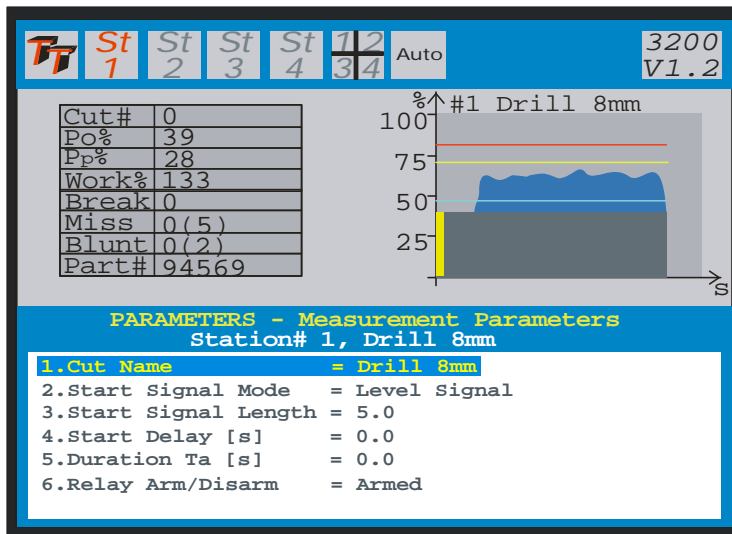 TT St 1 St 2 St 3 St 4 1 2 3 4 Auto 3200 V1.2
Cut# 0
Po% 39
Pp% 28
Work% 133
Break 0
Miss 0(5)
Blunt 0(2)
Part# 94569
% #1 Drill 8mm
100
75
50
25
s
PARAMETERS - Measurement Parameters
Station# 1, Drill 8mm
1.Cut Name = Drill 8mm
2.Start Signal Mode = Level Signal
3.Start Signal Length = 5.0
4.Start Delay [s] = 0.0
5.Duration Ta [s] = 0.0
6.Relay Arm/Disarm = Armed